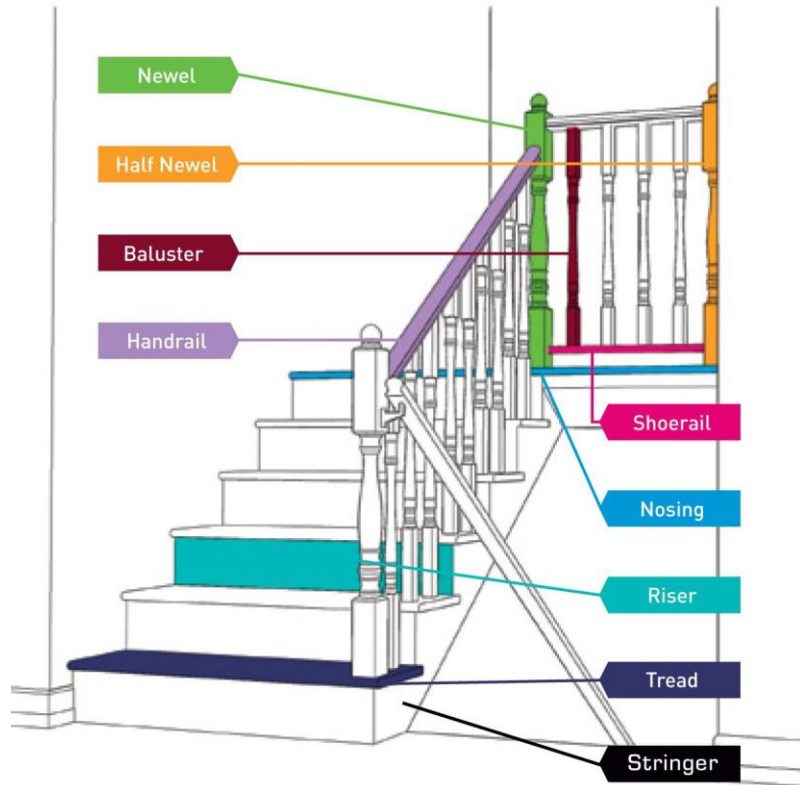 Newel
Half Newel
Baluster
Handrail
Shoerail
Nosing
Riser
Tread
Stringer